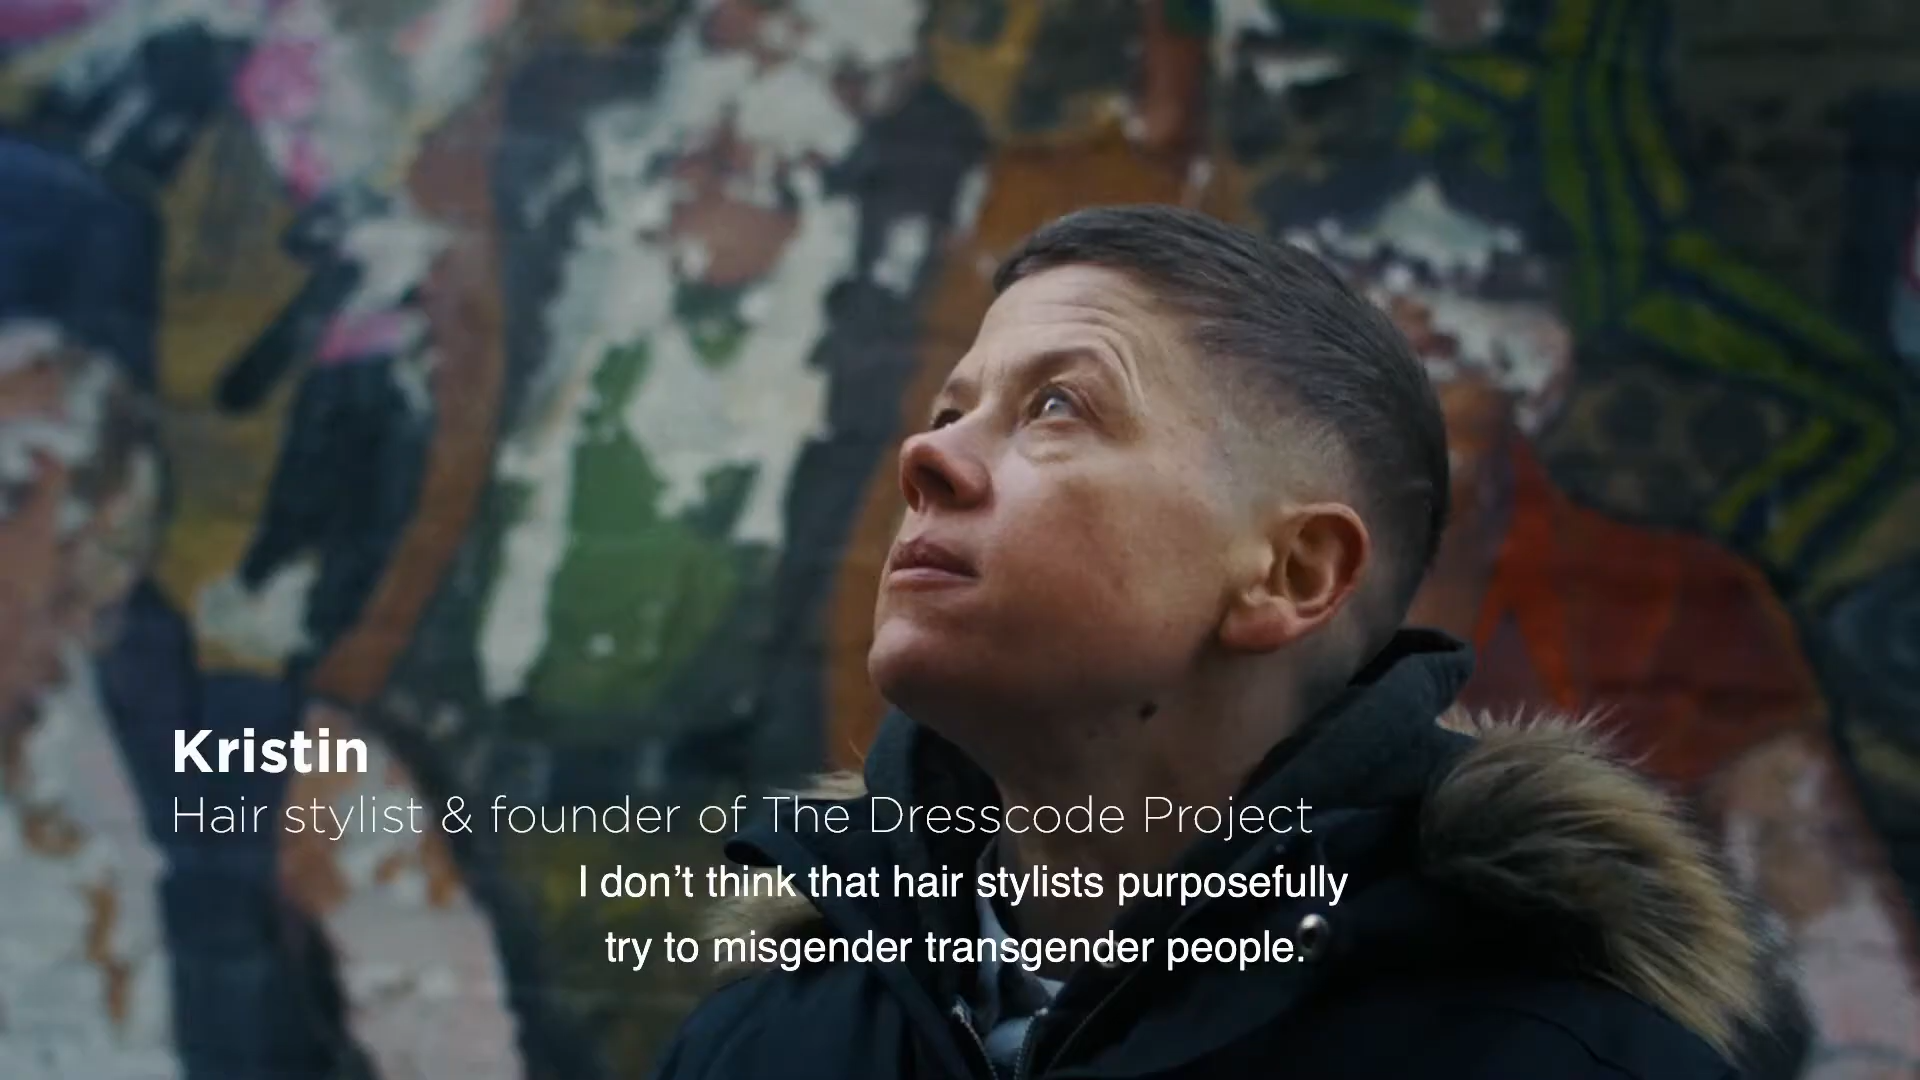 Kristin
Hair stylist & founder of The Dresscode Project
I don’t think that hair stylists purposefully
try to misgender transgender people.